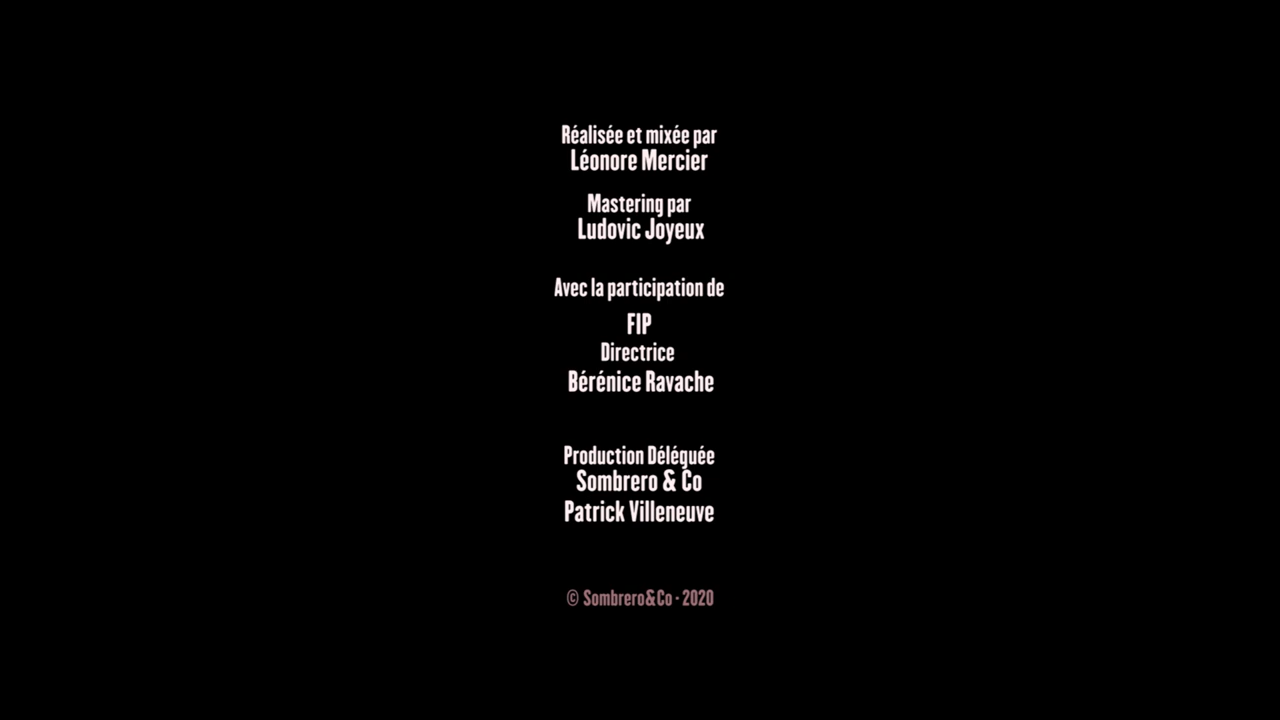 Réalisée et mixée par
Léonore Mercier
Mastering par
Ludovic Joyeux
Avec la participation de
FIP
Directrice
Bérénice Ravache
Production Déléguée
Sombrero & Co
Patrick Villeneuve
© Sombrero&Co · 2020